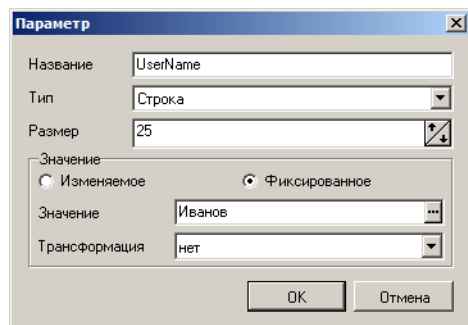 Параметр
Название UserName
Тип Строка
Размер 25
Значение
Изменяемое Фиксированное
Значение Иванов ...
Трансформация нет
OK Отмена